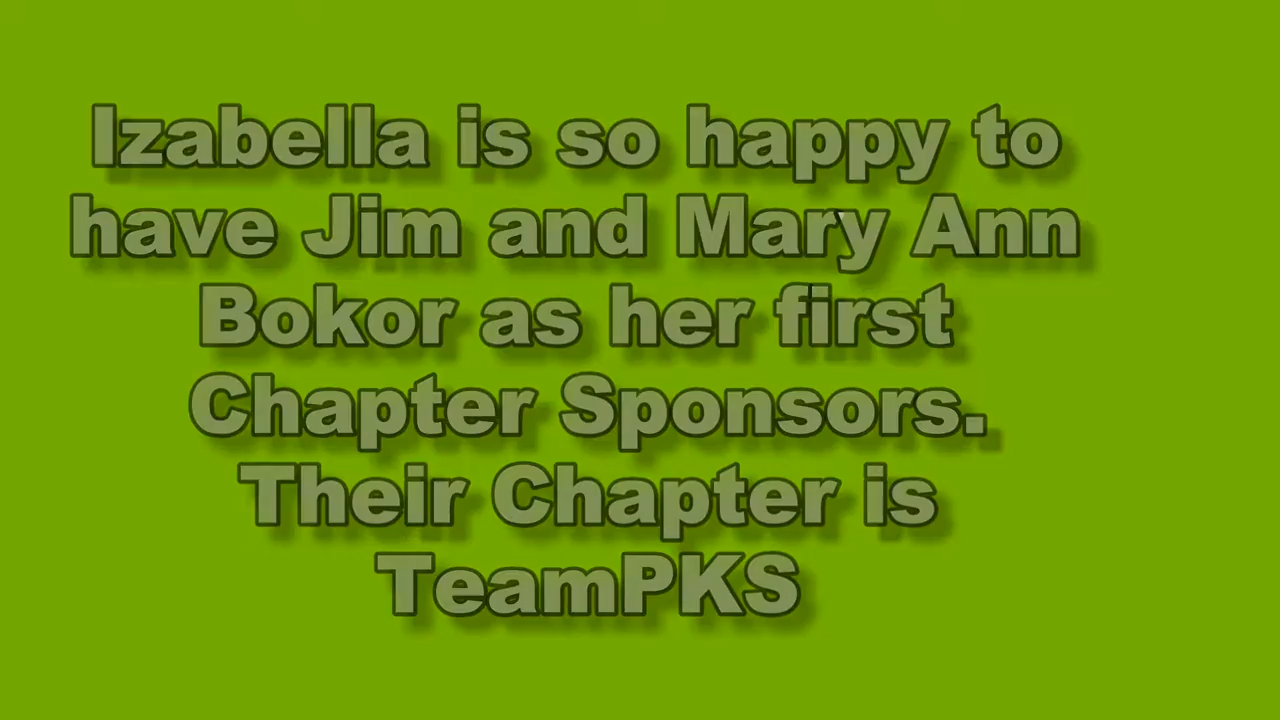 Izabella is so happy to
have Jim and Mary Ann
Bokor as her first
Chapter Sponsors.
Their Chapter is
TeamPKS